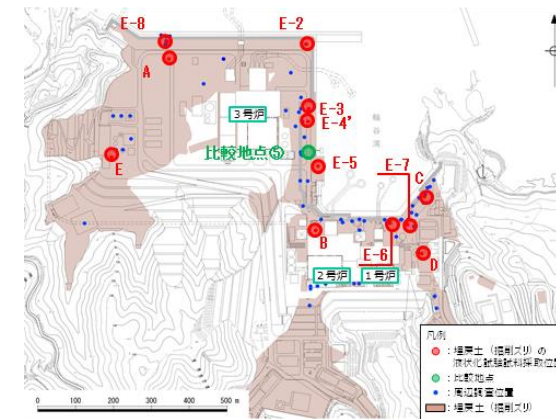 E-8
E-2
A
3号炉
E-3
E-4'
輪谷湾
比較地点⑤
E
E-5
E-7
C
B
E-6
D
2号炉
1号炉
凡例
：埋戻土（掘削ズリ）の
液状化試験試料採取位置
：比較地点
：周辺調査位置
：埋戻土（掘削ズリ）
0 100 200 300 400 500 m